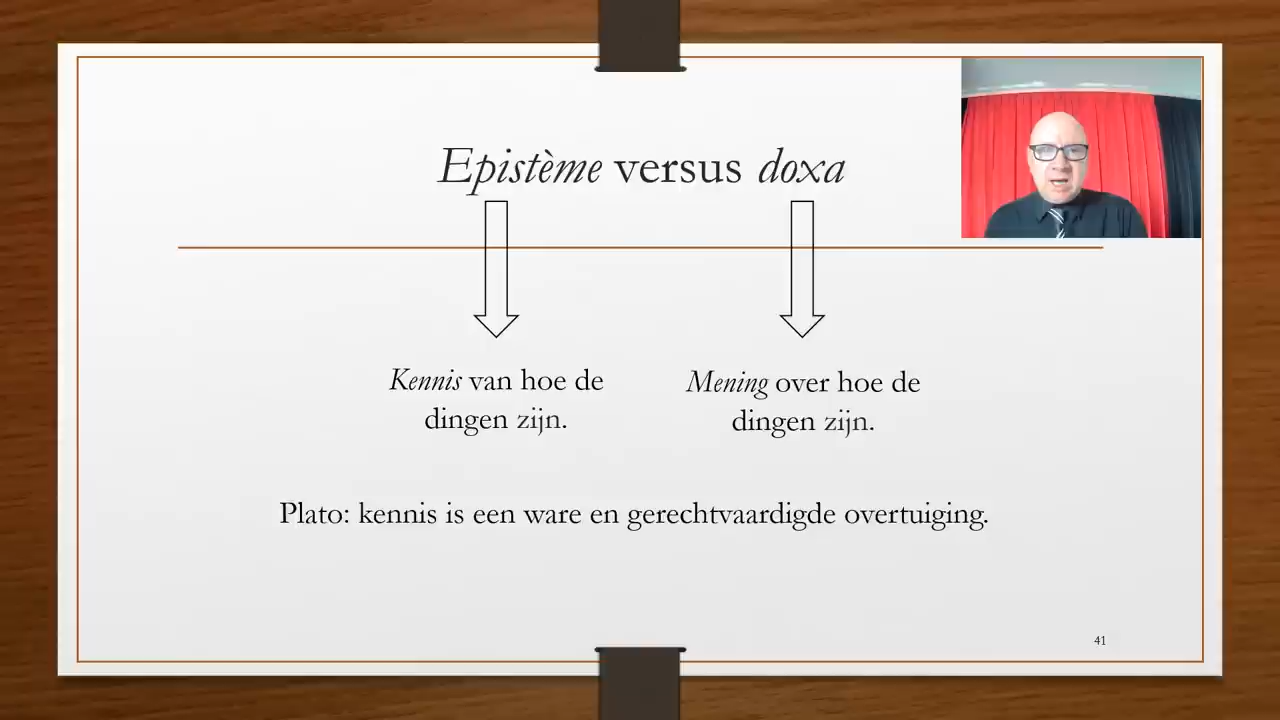 Epistème versus doxa
Kennis van hoe de
dingen zijn.
Mening over hoe de
dingen zijn.
Plato: kennis is een ware en gerechtvaardigde overtuiging.
41